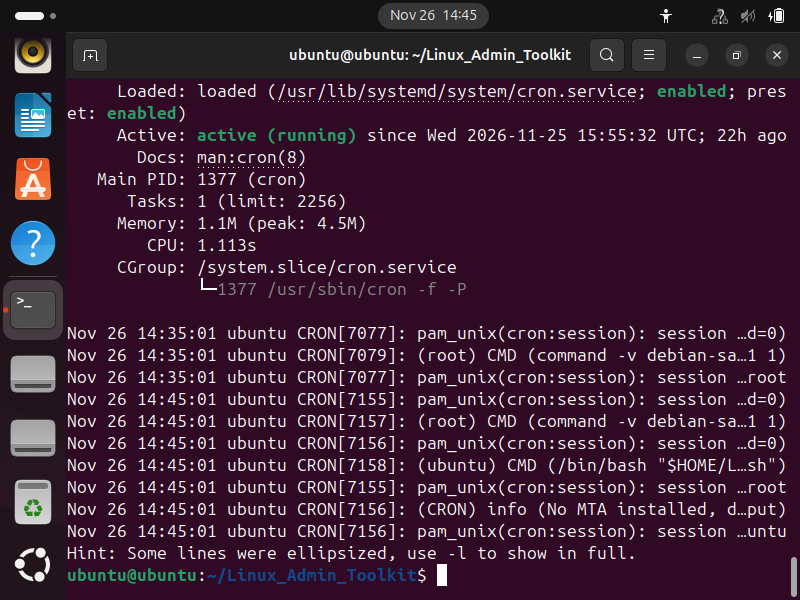 Nov 26 14:45
ubuntu@ubuntu: ~/Linux_Admin_Toolkit
Loaded: loaded (/usr/lib/systemd/system/cron.service; enabled; pres
et: enabled)
Active: active (running) since Wed 2026-11-25 15:55:32 UTC; 22h ago
Docs: man:cron(8)
Main PID: 1377 (cron)
Tasks: 1 (limit: 2256)
Memory: 1.1M (peak: 4.5M)
CPU: 1.113s
CGroup: /system.slice/cron.service
└─1377 /usr/sbin/cron -f -P
Nov 26 14:35:01 ubuntu CRON[7077]: pam_unix(cron:session): session …d=0)
Nov 26 14:35:01 ubuntu CRON[7079]: (root) CMD (command -v debian-sa…1 1)
Nov 26 14:35:01 ubuntu CRON[7077]: pam_unix(cron:session): session …root
Nov 26 14:45:01 ubuntu CRON[7155]: pam_unix(cron:session): session …d=0)
Nov 26 14:45:01 ubuntu CRON[7157]: (root) CMD (command -v debian-sa…1 1)
Nov 26 14:45:01 ubuntu CRON[7156]: pam_unix(cron:session): session …d=0)
Nov 26 14:45:01 ubuntu CRON[7158]: (ubuntu) CMD (/bin/bash "$HOME/L…sh")
Nov 26 14:45:01 ubuntu CRON[7155]: pam_unix(cron:session): session …root
Nov 26 14:45:01 ubuntu CRON[7156]: (CRON) info (No MTA installed, d…put)
Nov 26 14:45:01 ubuntu CRON[7156]: pam_unix(cron:session): session …untu
Hint: Some lines were ellipsized, use -l to show in full.
ubuntu@ubuntu:~/Linux_Admin_Toolkit$